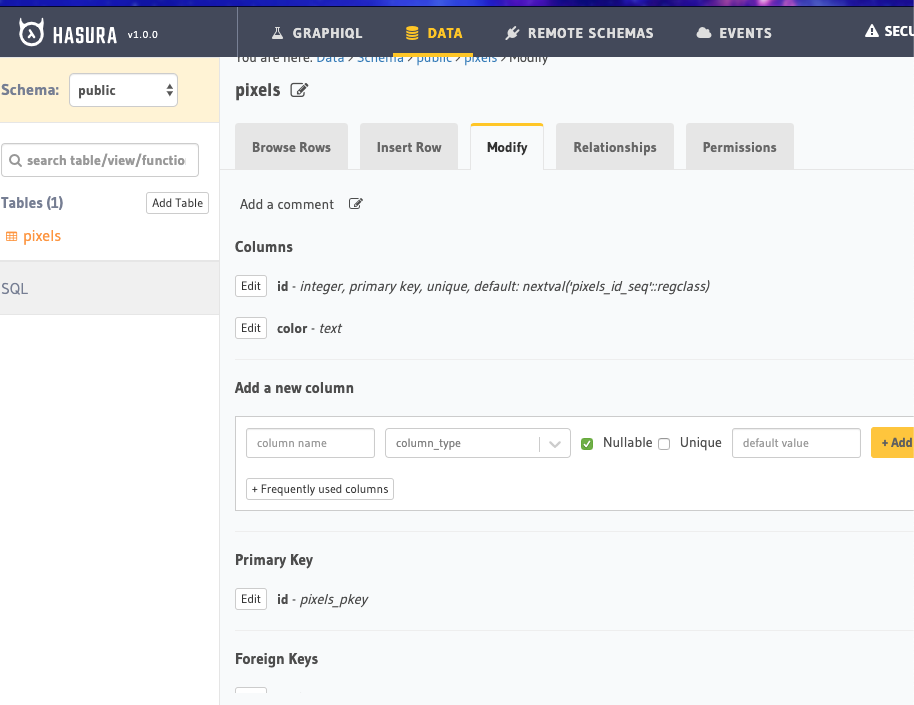 HASURA v1.0.0 GRAPHIQL DATA REMOTE SCHEMAS EVENTS SECU
You are here: Data > Schema > public > pixels > Modify
Schema: public
pixels
Browse Rows Insert Row Modify Relationships Permissions
search table/view/functio
Tables (1) Add Table
pixels
SQL
Add a comment
Columns
Edit id - integer, primary key, unique, default: nextval('pixels_id_seq'::regclass)
Edit color - text
Add a new column
column name column_type Nullable Unique default value + Add
+ Frequently used columns
Primary Key
Edit id - pixels_pkey
Foreign Keys